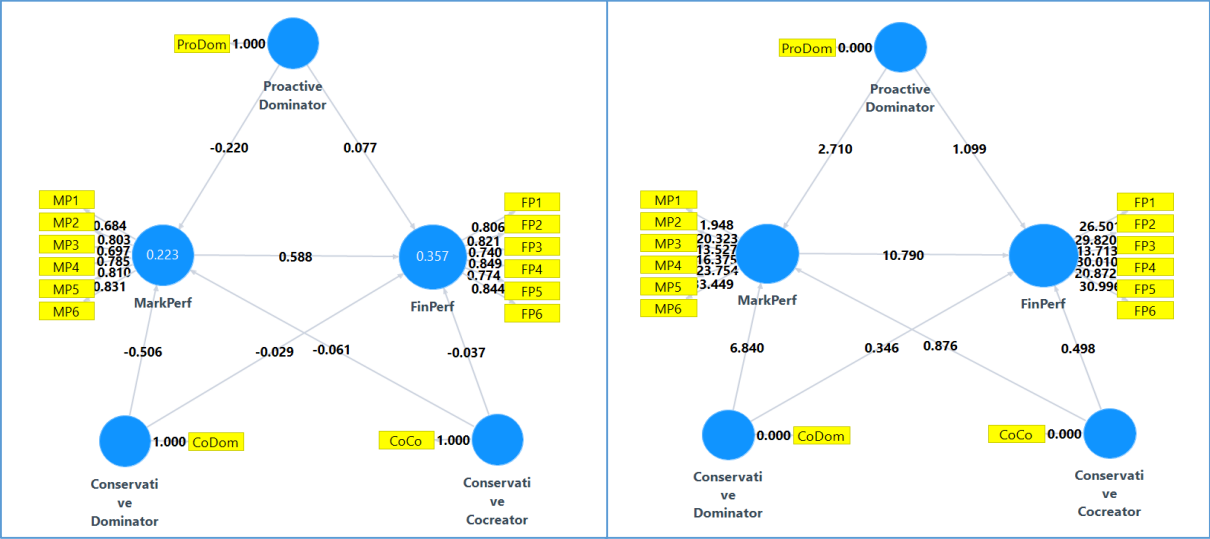 ProDom 1.000
Proactive
Dominator
-0.220
0.077
MP1
MP2
MP3
MP4
MP5
MP6
0.684
0.803
0.697
0.785
0.810
0.831
0.223
MarkPerf
0.588
0.357
FinPerf
0.806
0.821
0.740
0.849
0.774
0.844
FP1
FP2
FP3
FP4
FP5
FP6
-0.506
-0.029
-0.061
-0.037
1.000 CoDom
Conservati
ve
Dominator
CoCo 1.000
Conservati
ve
Cocreator
ProDom 0.000
Proactive
Dominator
2.710
1.099
MP1
MP2
MP3
MP4
MP5
MP6
1.948
20.323
13.527
16.375
23.754
33.449
MarkPerf
10.790
FinPerf
26.501
29.820
13.713
30.010
20.872
30.996
FP1
FP2
FP3
FP4
FP5
FP6
6.840
0.346
0.876
0.498
0.000 CoDom
Conservati
ve
Dominator
CoCo 0.000
Conservati
ve
Cocreator